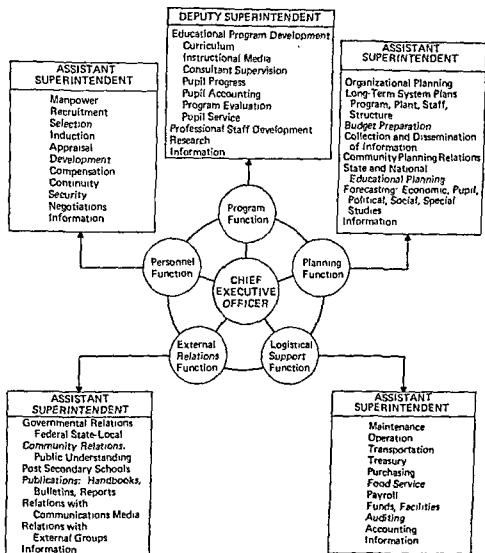 DEPUTY SUPERINTENDENT
Educational Program Development
Curriculum
Instructional Media
Consultant Supervision
Pupil Progress
Pupil Accounting
Program Evaluation
Pupil Service
Professional Staff Development
Research
Information
ASSISTANT
SUPERINTENDENT
Manpower
Recruitment
Selection
Induction
Appraisal
Development
Compensation
Continuity
Security
Negotiations
Information
ASSISTANT
SUPERINTENDENT
Organizational Planning
Long-Term System Plans
Program, Plant, Staff,
Structure
Budget Preparation
Collection and Dissemination
of Information
Community Planning Relations
State and National
Educational Planning
Forecasting: Economic, Pupil,
Political, Social, Special
Studies
Information
Program
Function
Personnel
Function
Planning
Function
CHIEF
EXECUTIVE
OFFICER
External
Relations
Function
Logistical
Support
Function
ASSISTANT
SUPERINTENDENT
Governmental Relations
Federal State-Local
Community Relations.
Public Understanding
Post Secondary Schools
Publications: Handbooks,
Bulletins, Reports
Relations with
Communications Media
Relations with
External Groups
Information
ASSISTANT
SUPERINTENDENT
Maintenance
Operation
Transportation
Treasury
Purchasing
Food Service
Payroll
Funds, Facilities
Auditing
Accounting
Information